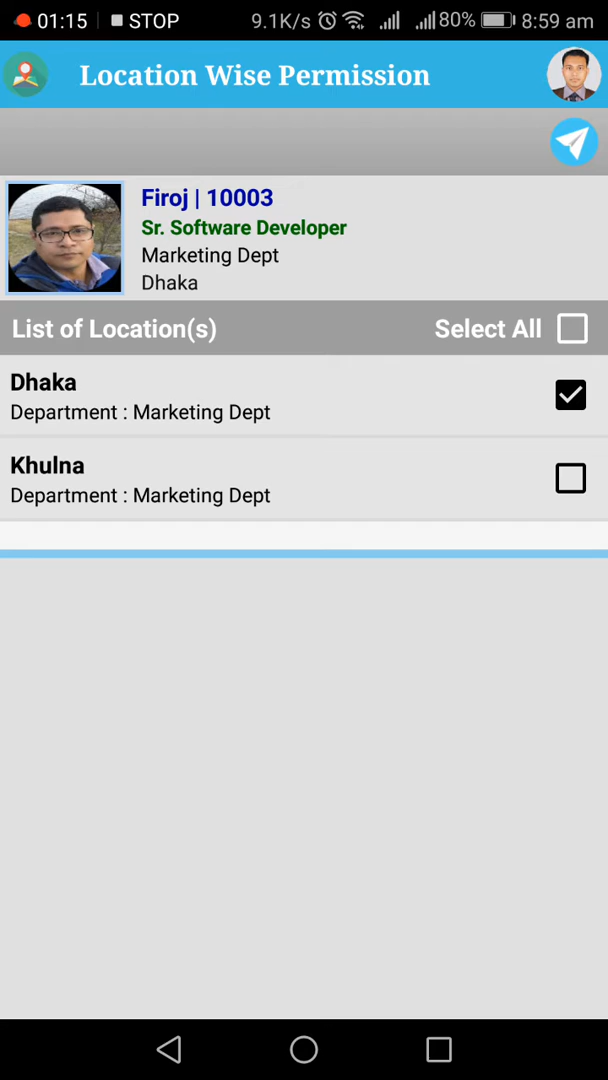 01:15 STOP 9.1K/s 80% 8:59 am
Location Wise Permission
Firoj | 10003
Sr. Software Developer
Marketing Dept
Dhaka
List of Location(s) Select All
Dhaka
Department : Marketing Dept
Khulna
Department : Marketing Dept